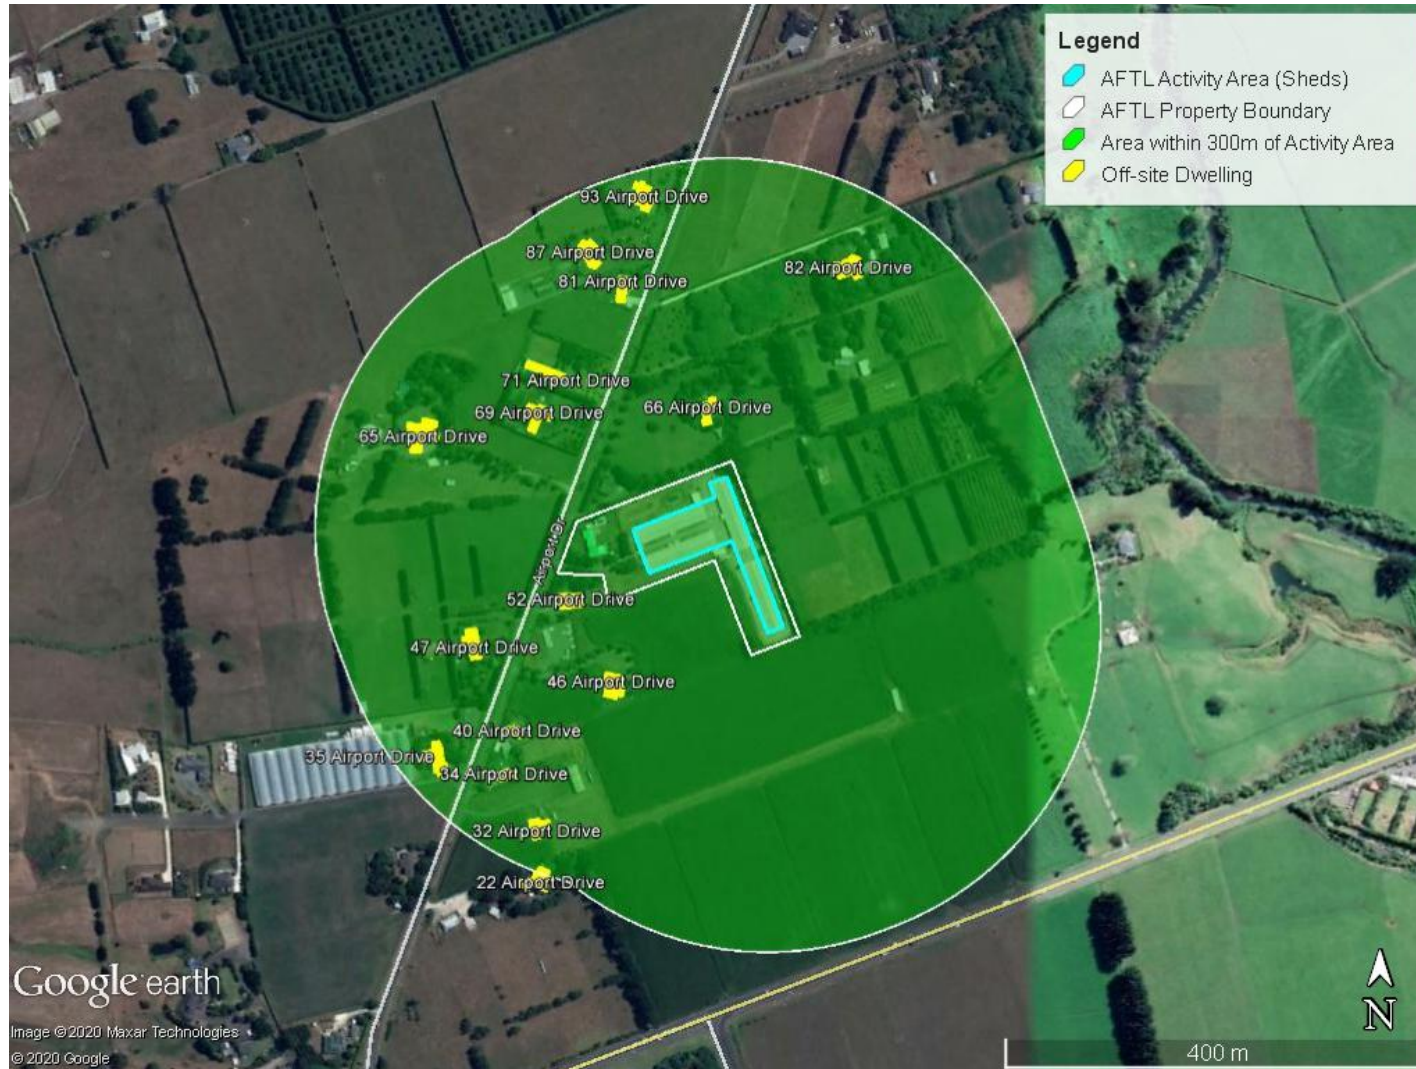 Legend
AFTL Activity Area (Sheds)
AFTL Property Boundary
Area within 300m of Activity Area
Off-site Dwelling
93 Airport Drive
87 Airport Drive
82 Airport Drive
81 Airport Drive
71 Airport Drive
69 Airport Drive
66 Airport Drive
65 Airport Drive
Airport Dr
52 Airport Drive
47 Airport Drive
46 Airport Drive
40 Airport Drive
35 Airport Drive
34 Airport Drive
32 Airport Drive
22 Airport Drive
Google earth
Image © 2020 Maxar Technologies
© 2020 Google
N
400 m